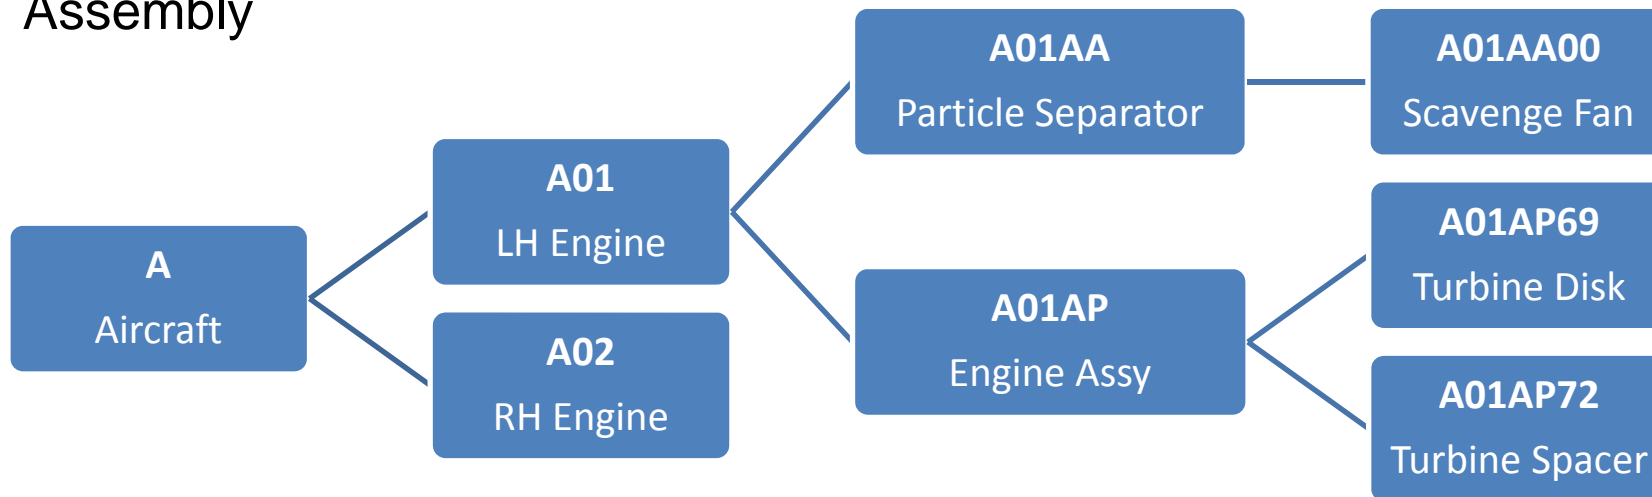 Assembly
A
Aircraft
A01
LH Engine
A02
RH Engine
A01AA
Particle Separator
A01AP
Engine Assy
A01AA00
Scavenge Fan
A01AP69
Turbine Disk
A01AP72
Turbine Spacer